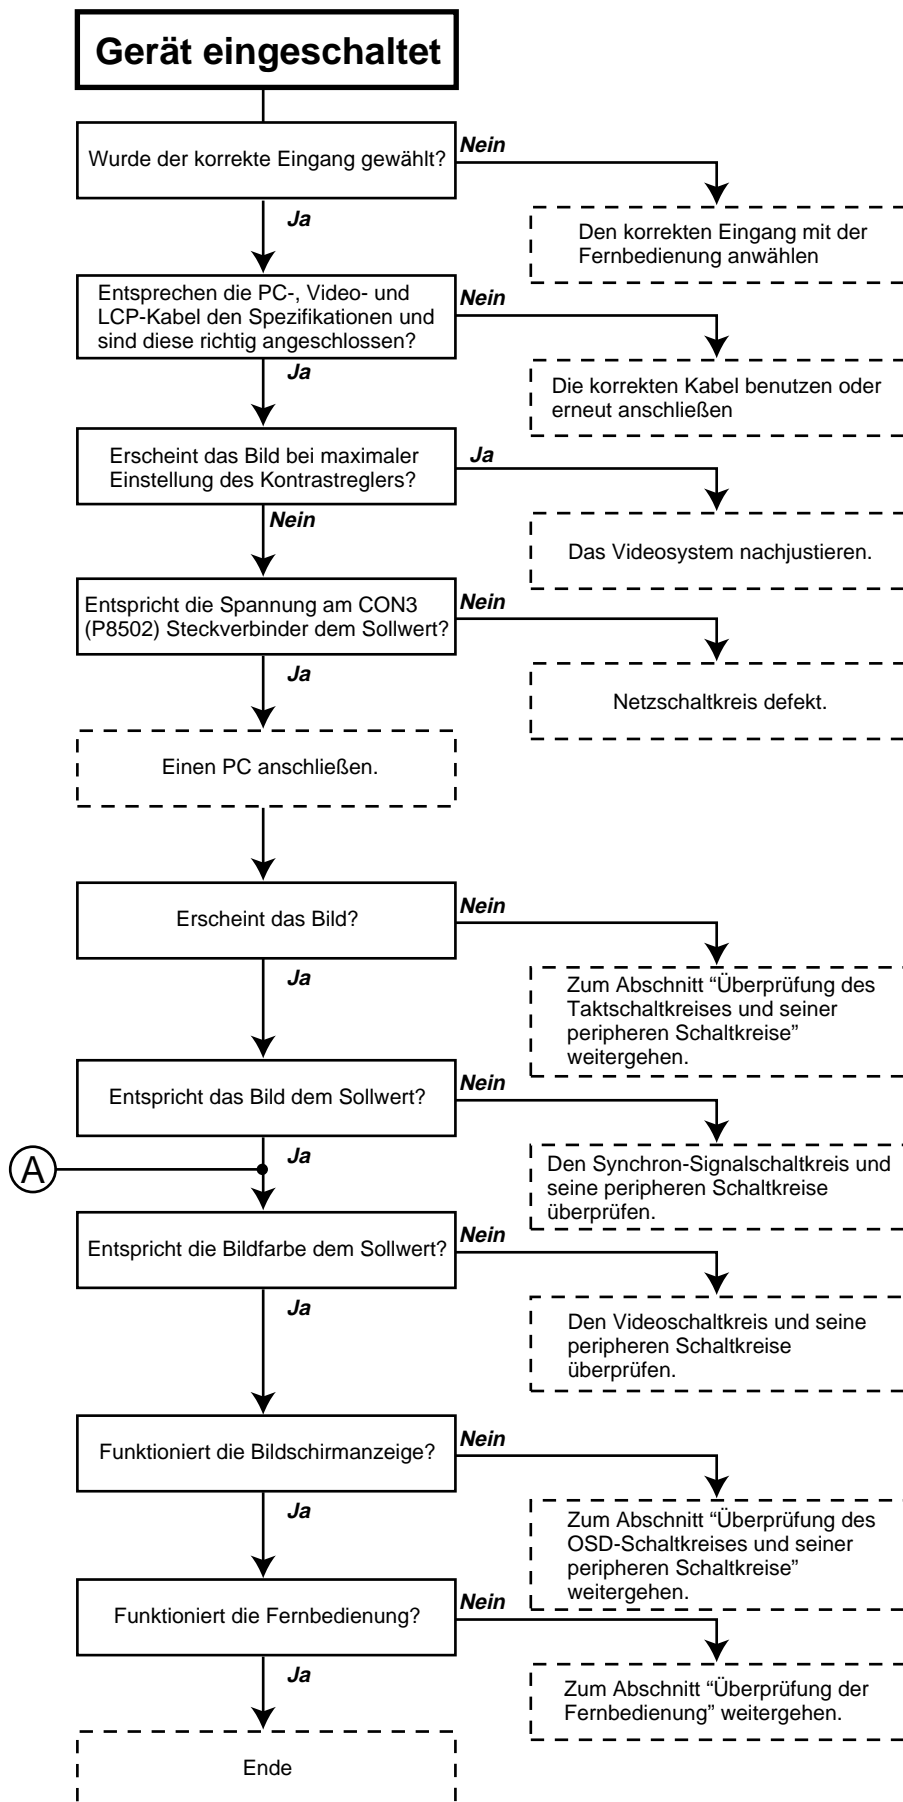 Gerät eingeschaltet
Wurde der korrekte Eingang gewählt?
Nein
Ja
Den korrekten Eingang mit der
Fernbedienung anwählen
Entsprechen die PC-, Video- und
LCP-Kabel den Spezifikationen und
sind diese richtig angeschlossen?
Nein
Ja
Die korrekten Kabel benutzen oder
erneut anschließen
Erscheint das Bild bei maximaler
Einstellung des Kontrastreglers?
Ja
Nein
Das Videosystem nachjustieren.
Entspricht die Spannung am CON3
(P8502) Steckverbinder dem Sollwert?
Nein
Ja
Netzschaltkreis defekt.
Einen PC anschließen.
Erscheint das Bild?
Nein
Ja
Zum Abschnitt “Überprüfung des
Taktschaltkreises und seiner
peripheren Schaltkreise”
weitergehen.
Entspricht das Bild dem Sollwert?
Nein
Ja
A
Den Synchron-Signalschaltkreis und
seine peripheren Schaltkreise
überprüfen.
Entspricht die Bildfarbe dem Sollwert?
Nein
Ja
Den Videoschaltkreis und seine
peripheren Schaltkreise
überprüfen.
Funktioniert die Bildschirmanzeige?
Nein
Ja
Zum Abschnitt “Überprüfung des
OSD-Schaltkreises und seiner
peripheren Schaltkreise”
weitergehen.
Funktioniert die Fernbedienung?
Nein
Ja
Zum Abschnitt “Überprüfung der
Fernbedienung” weitergehen.
Ende